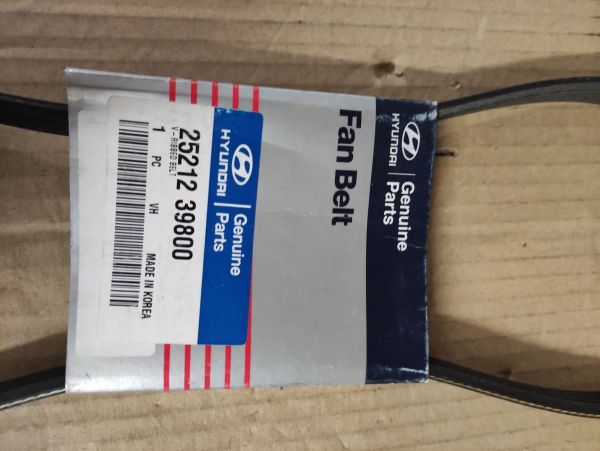 HYUNDAI
Genuine
Parts
Fan Belt
HYUNDAI
Genuine
Parts
25212 39800
V-RIBBED BELT
1 PC VH MADE IN KOREA